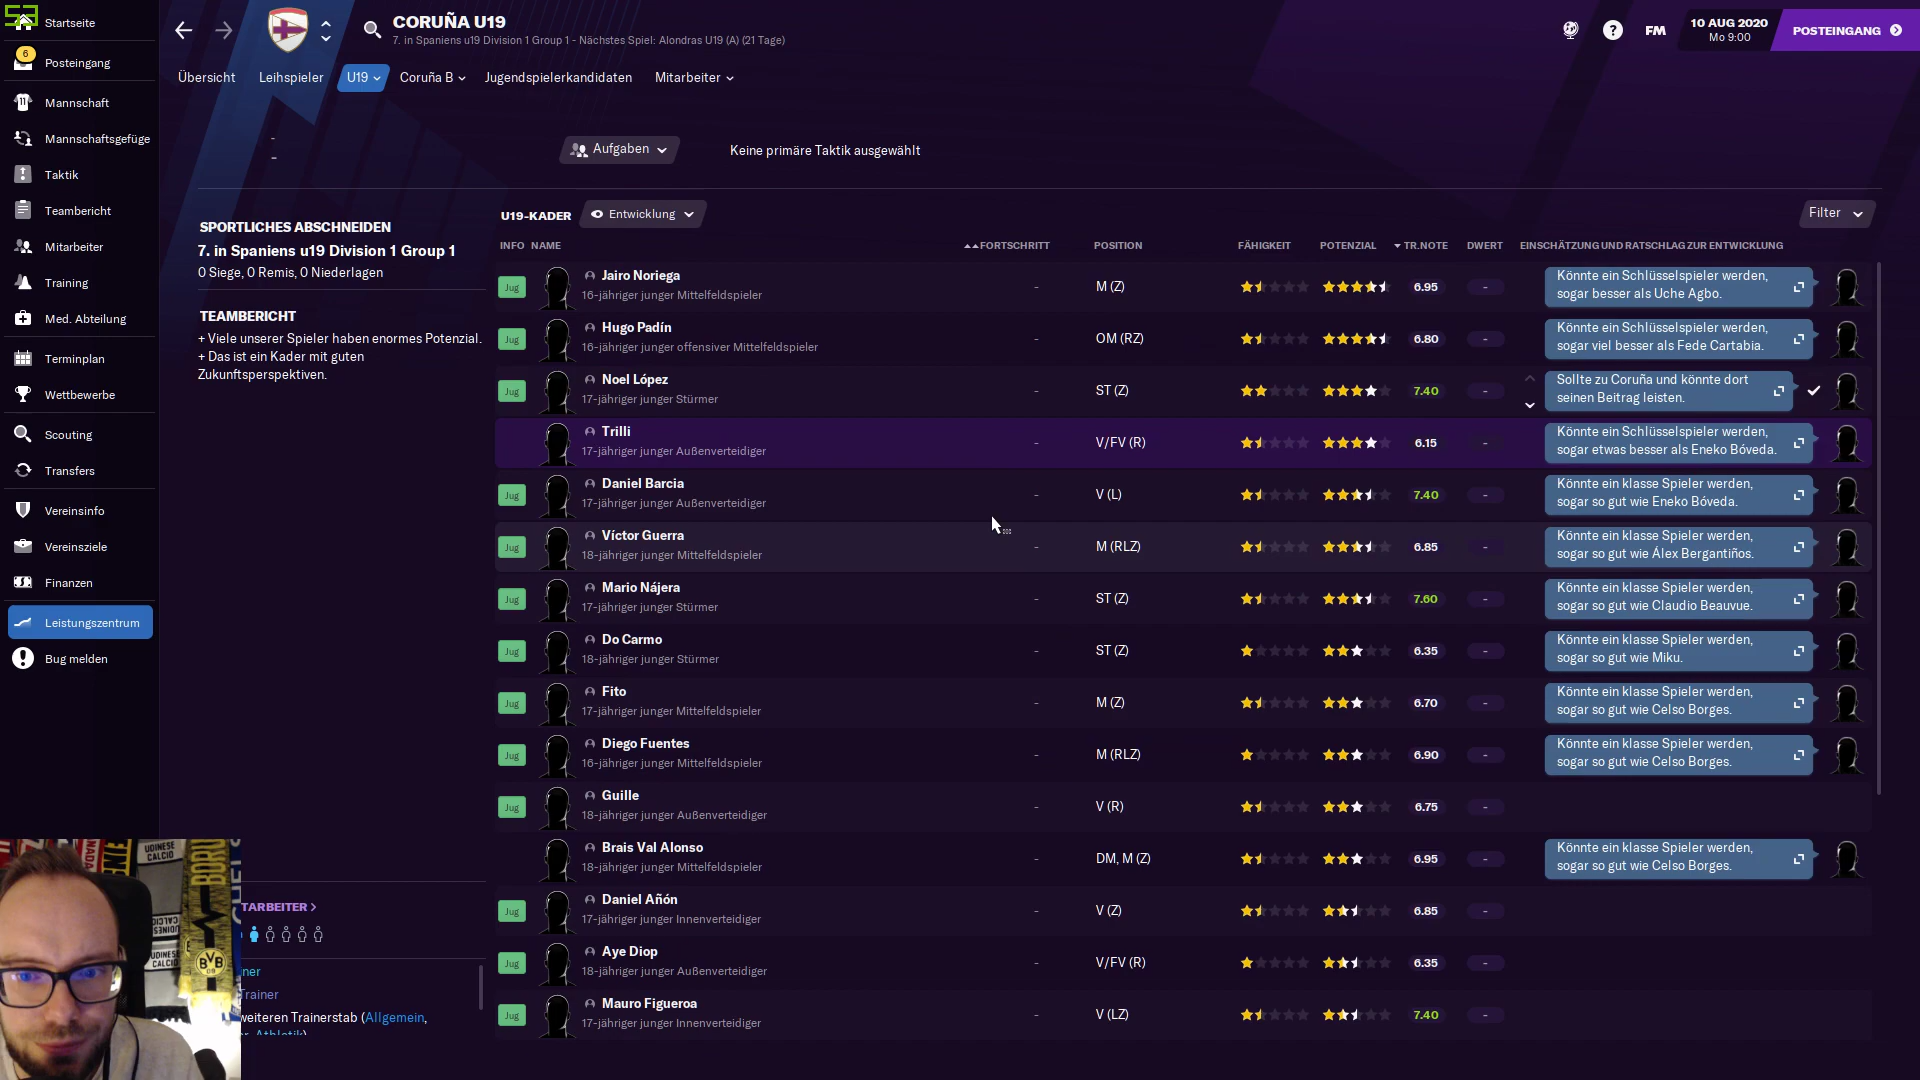 Startseite
6
Posteingang
Mannschaft
Mannschaftsgefüge
Taktik
Teambericht
Mitarbeiter
Training
Med. Abteilung
Terminplan
Wettbewerbe
Scouting
Transfers
Vereinsinfo
Vereinsziele
Finanzen
Leistungszentrum
Bug melden
CORUÑA U19
7. in Spaniens u19 Division 1 Group 1 - Nächstes Spiel: Alondras U19 (A) (21 Tage)
FM
10 AUG 2020
Mo 9:00
POSTEINGANG
Übersicht Leihspieler U19 Coruña B Jugendspielerkandidaten Mitarbeiter
-
-
Aufgaben
Keine primäre Taktik ausgewählt
SPORTLICHES ABSCHNEIDEN
7. in Spaniens u19 Division 1 Group 1
0 Siege, 0 Remis, 0 Niederlagen
TEAMBERICHT
+ Viele unserer Spieler haben enormes Potenzial.
+ Das ist ein Kader mit guten
Zukunftsperspektiven.
U19-KADER Entwicklung
Filter
INFO NAME FORTSCHRITT POSITION FÄHIGKEIT POTENZIAL TR.NOTE DWERT EINSCHÄTZUNG UND RATSCHLAG ZUR ENTWICKLUNG
Jug Jairo Noriega - M (Z) 6.95 - Könnte ein Schlüsselspieler werden,
16-jähriger junger Mittelfeldspieler sogar besser als Uche Agbo.
Jug Hugo Padín - OM (RZ) 6.80 - Könnte ein Schlüsselspieler werden,
16-jähriger junger offensiver Mittelfeldspieler sogar viel besser als Fede Cartabia.
Jug Noel López - ST (Z) 7.40 - Sollte zu Coruña und könnte dort
17-jähriger junger Stürmer seinen Beitrag leisten.
Trilli - V/FV (R) 6.15 - Könnte ein Schlüsselspieler werden,
17-jähriger junger Außenverteidiger sogar etwas besser als Eneko Bóveda.
Jug Daniel Barcia - V (L) 7.40 - Könnte ein klasse Spieler werden,
17-jähriger junger Außenverteidiger sogar so gut wie Eneko Bóveda.
Jug Víctor Guerra - M (RLZ) 6.85 - Könnte ein klasse Spieler werden,
18-jähriger junger Mittelfeldspieler sogar so gut wie Álex Bergantiños.
Jug Mario Nájera - ST (Z) 7.60 - Könnte ein klasse Spieler werden,
17-jähriger junger Stürmer sogar so gut wie Claudio Beauvue.
Jug Do Carmo - ST (Z) 6.35 - Könnte ein klasse Spieler werden,
18-jähriger junger Stürmer sogar so gut wie Miku.
Jug Fito - M (Z) 6.70 - Könnte ein klasse Spieler werden,
17-jähriger junger Mittelfeldspieler sogar so gut wie Celso Borges.
Jug Diego Fuentes - M (RLZ) 6.90 - Könnte ein klasse Spieler werden,
16-jähriger junger Mittelfeldspieler sogar so gut wie Celso Borges.
Jug Guille - V (R) 6.75 -
18-jähriger junger Außenverteidiger
Brais Val Alonso - DM, M (Z) 6.95 - Könnte ein klasse Spieler werden,
18-jähriger junger Mittelfeldspieler sogar so gut wie Celso Borges.
Jug Daniel Añón - V (Z) 6.85 -
17-jähriger junger Innenverteidiger
Jug Aye Diop - V/FV (R) 6.35 -
18-jähriger junger Außenverteidiger
Jug Mauro Figueroa - V (LZ) 7.40 -
17-jähriger junger Innenverteidiger
TARBEITER >
ner
Trainer
weiteren Trainerstab (Allgemein,
Athletik)
UDINESE
CALCIO
BORU
BVB
09